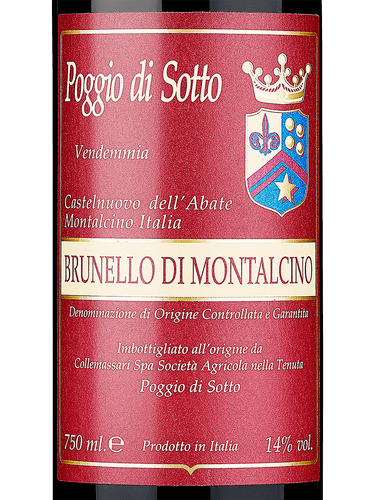 Poggio di Sotto
Vendemmia
Castelnuovo dell'Abate
Montalcino Italia
BRUNELLO DI MONTALCINO
Denominazione di Origine Controllata e Garantita
Imbottigliato all'origine da
Collemassari Spa Società Agricola nella Tenuta
Poggio di Sotto
750 ml. e Prodotto in Italia 14% vol.